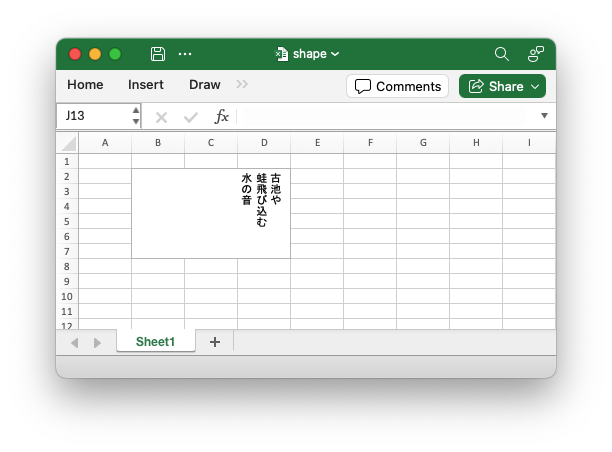 shape
Home Insert Draw
Comments
Share
J13
fx
A B C D E F G H I
1
2
3
4
5
6
7
8
9
10
11
12
古池や
蛙飛び込む
水の音
Sheet1